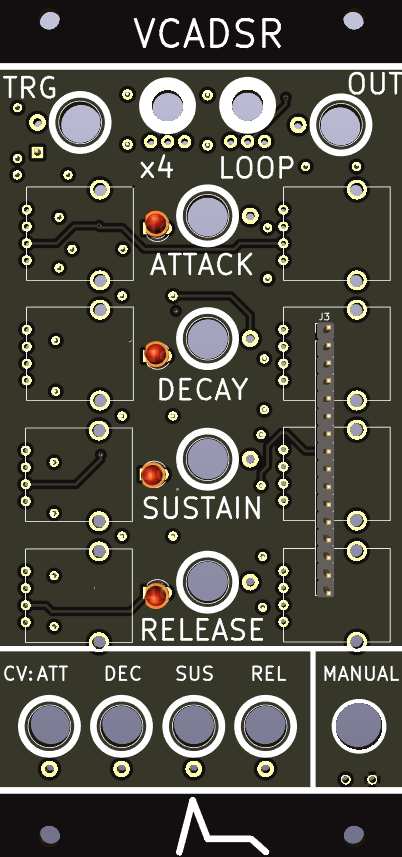 VCADSR
TRG
OUT
x4
LOOP
ATTACK
J3
DECAY
SUSTAIN
RELEASE
CV: ATT
DEC
SUS
REL
MANUAL